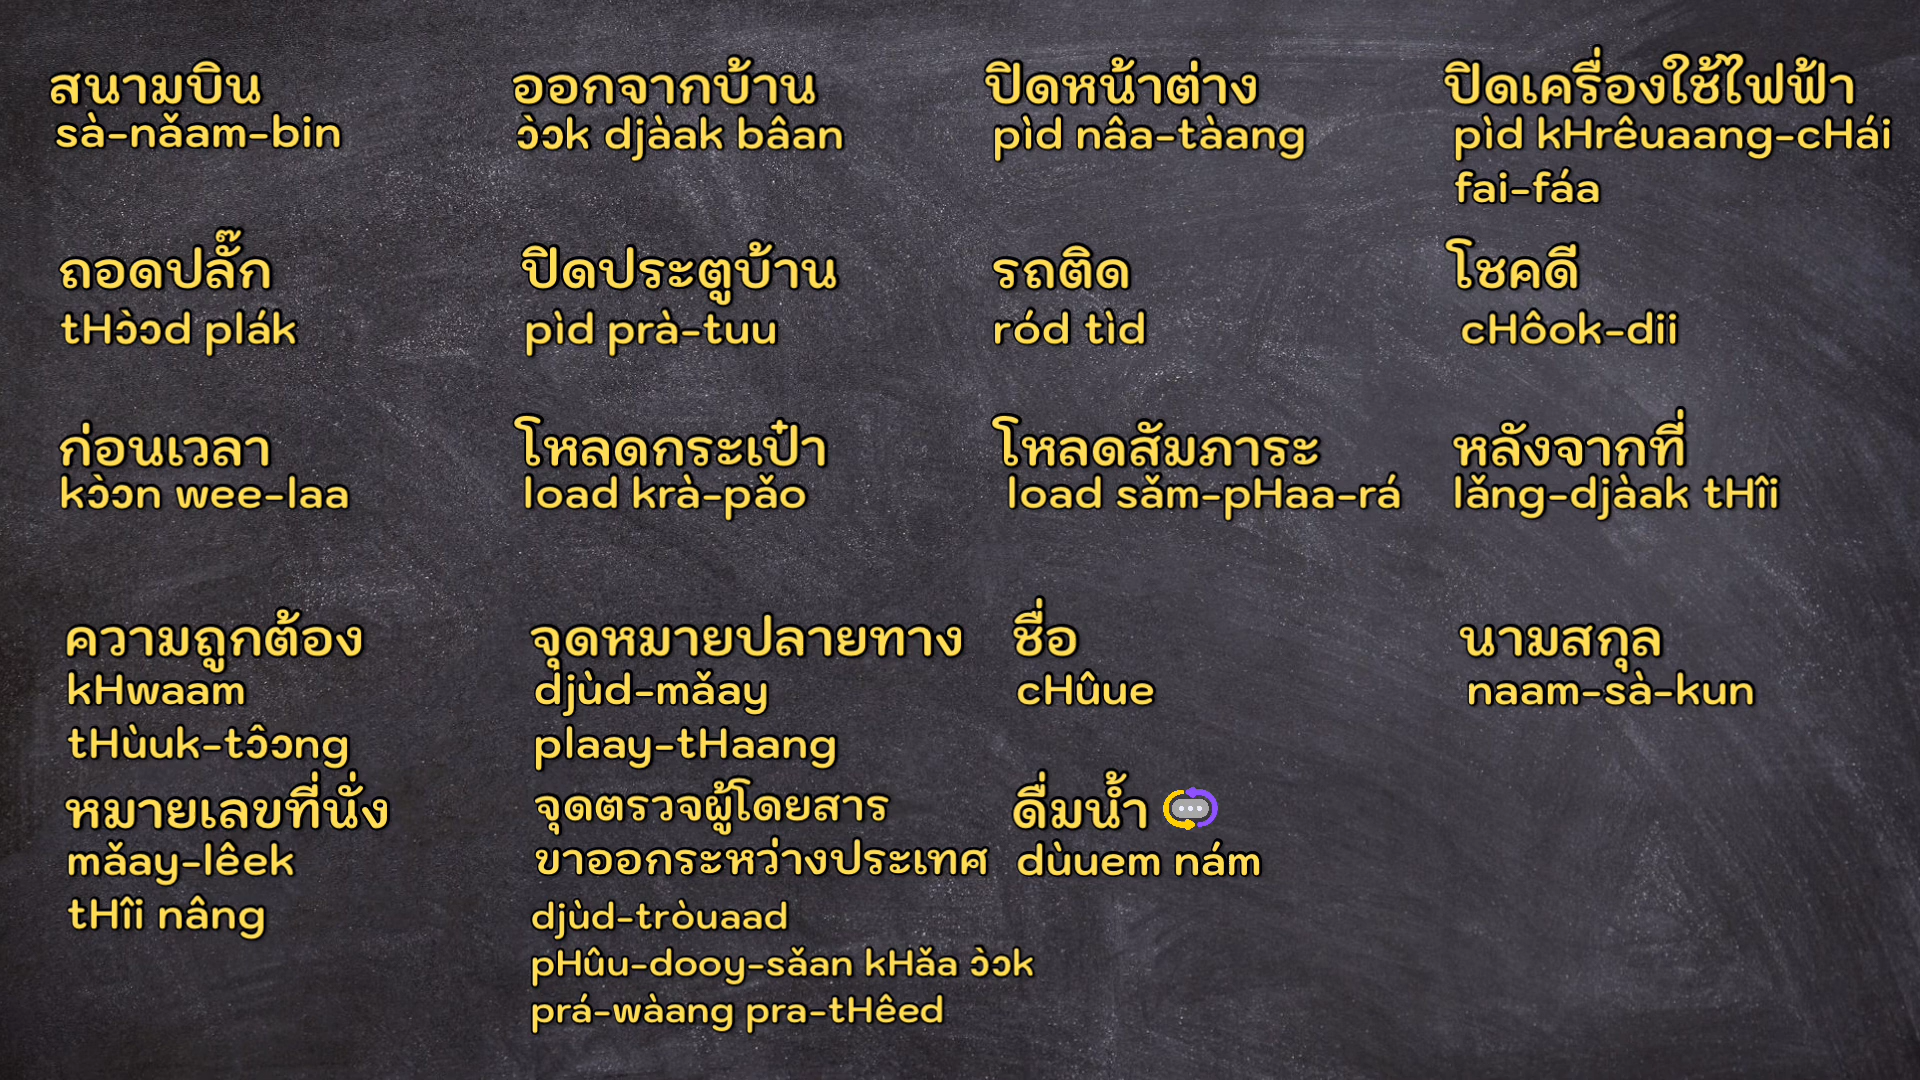 สนามบิน
sà-nǎam-bin
ออกจากบ้าน
ɔ̀ɔk djàak bâan
ปิดหน้าต่าง
pìd nâa-tàang
ปิดเครื่องใช้ไฟฟ้า
pìd kHrêuaang-cHái
fai-fáa
ถอดปลั๊ก
tHɔ̀ɔd plák
ปิดประตูบ้าน
pìd prà-tuu
รถติด
ród tìd
โชคดี
cHôok-dii
ก่อนเวลา
kɔ̀ɔn wee-laa
โหลดกระเป๋า
load krà-pǎo
โหลดสัมภาระ
load sǎm-pHaa-rá
หลังจากที่
lǎng-djàak tHîi
ความถูกต้อง
kHwaam
tHùuk-tɔ̂ɔng
จุดหมายปลายทาง
djùd-mǎay
plaay-tHaang
ชื่อ
cHûue
นามสกุล
naam-sà-kun
หมายเลขที่นั่ง
mǎay-lêek
tHîi nâng
จุดตรวจผู้โดยสาร
ขาออกระหว่างประเทศ
djùd-tròuaad
pHûu-dooy-sǎan kHǎa ɔ̀ɔk
prá-wàang pra-tHêed
ดื่มน้ำ
dùuem nám